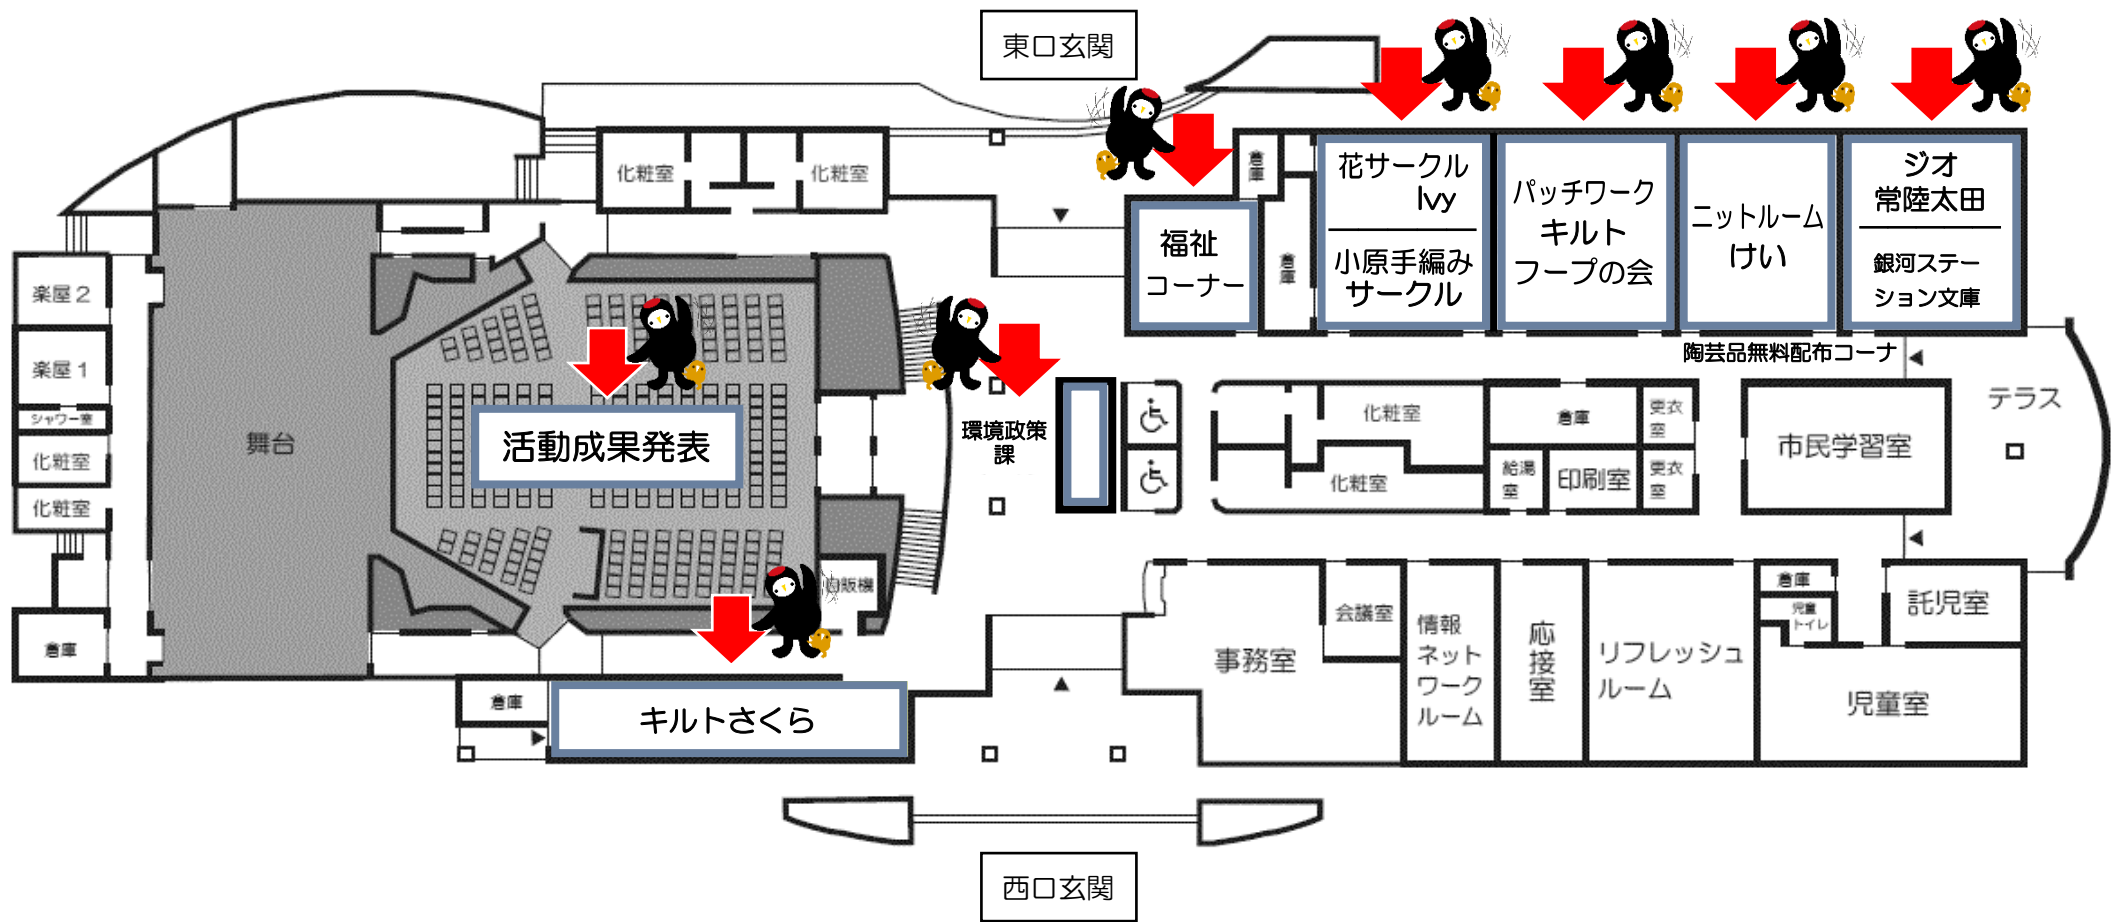 東口玄関
化粧室
化粧室
倉庫
倉庫
花サークル
Ivy
小原手編み
サークル
パッチワーク
キルト
フープの会
ニットルーム
けい
ジオ
常陸太田
銀河ステー
ション文庫
福祉
コーナー
陶芸品無料配布コーナ
楽屋2
楽屋1
シャワー室
化粧室
化粧室
倉庫
舞台
活動成果発表
環境政策
課
化粧室
化粧室
倉庫
給湯
室
印刷室
更衣
室
更衣
室
市民学習室
テラス
自販機
倉庫
キルトさくら
事務室
会議室
情報
ネット
ワーク
ルーム
応接室
リフレッシュ
ルーム
倉庫
児童
トイレ
託児室
児童室
西口玄関